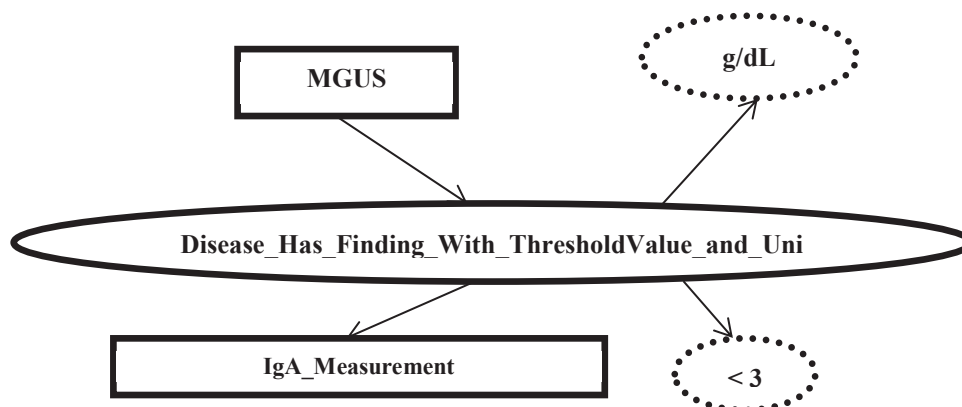 g/dL
MGUS
Disease_Has_Finding_With_ThresholdValue_and_Uni
IgA_Measurement
< 3